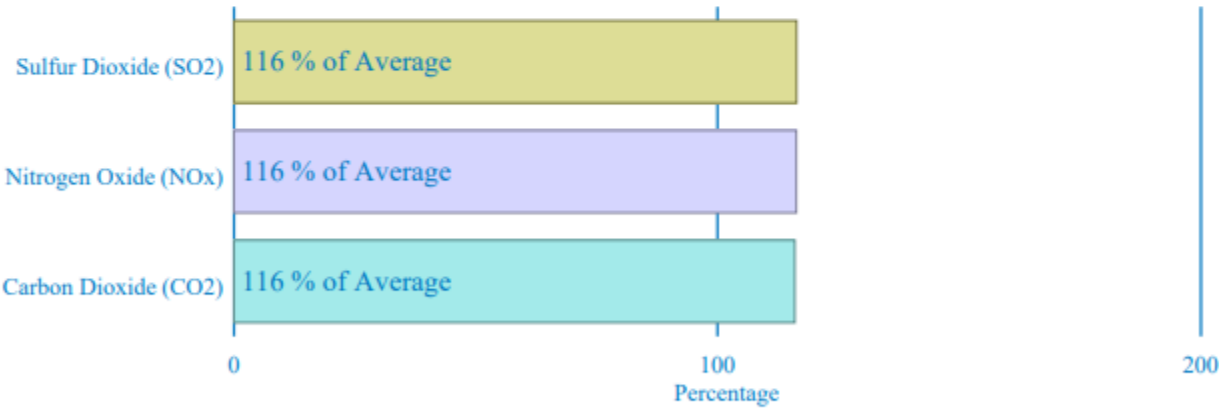 Sulfur Dioxide (SO2) 116 % of Average
Nitrogen Oxide (NOx) 116 % of Average
Carbon Dioxide (CO2) 116 % of Average
0 100 200
Percentage